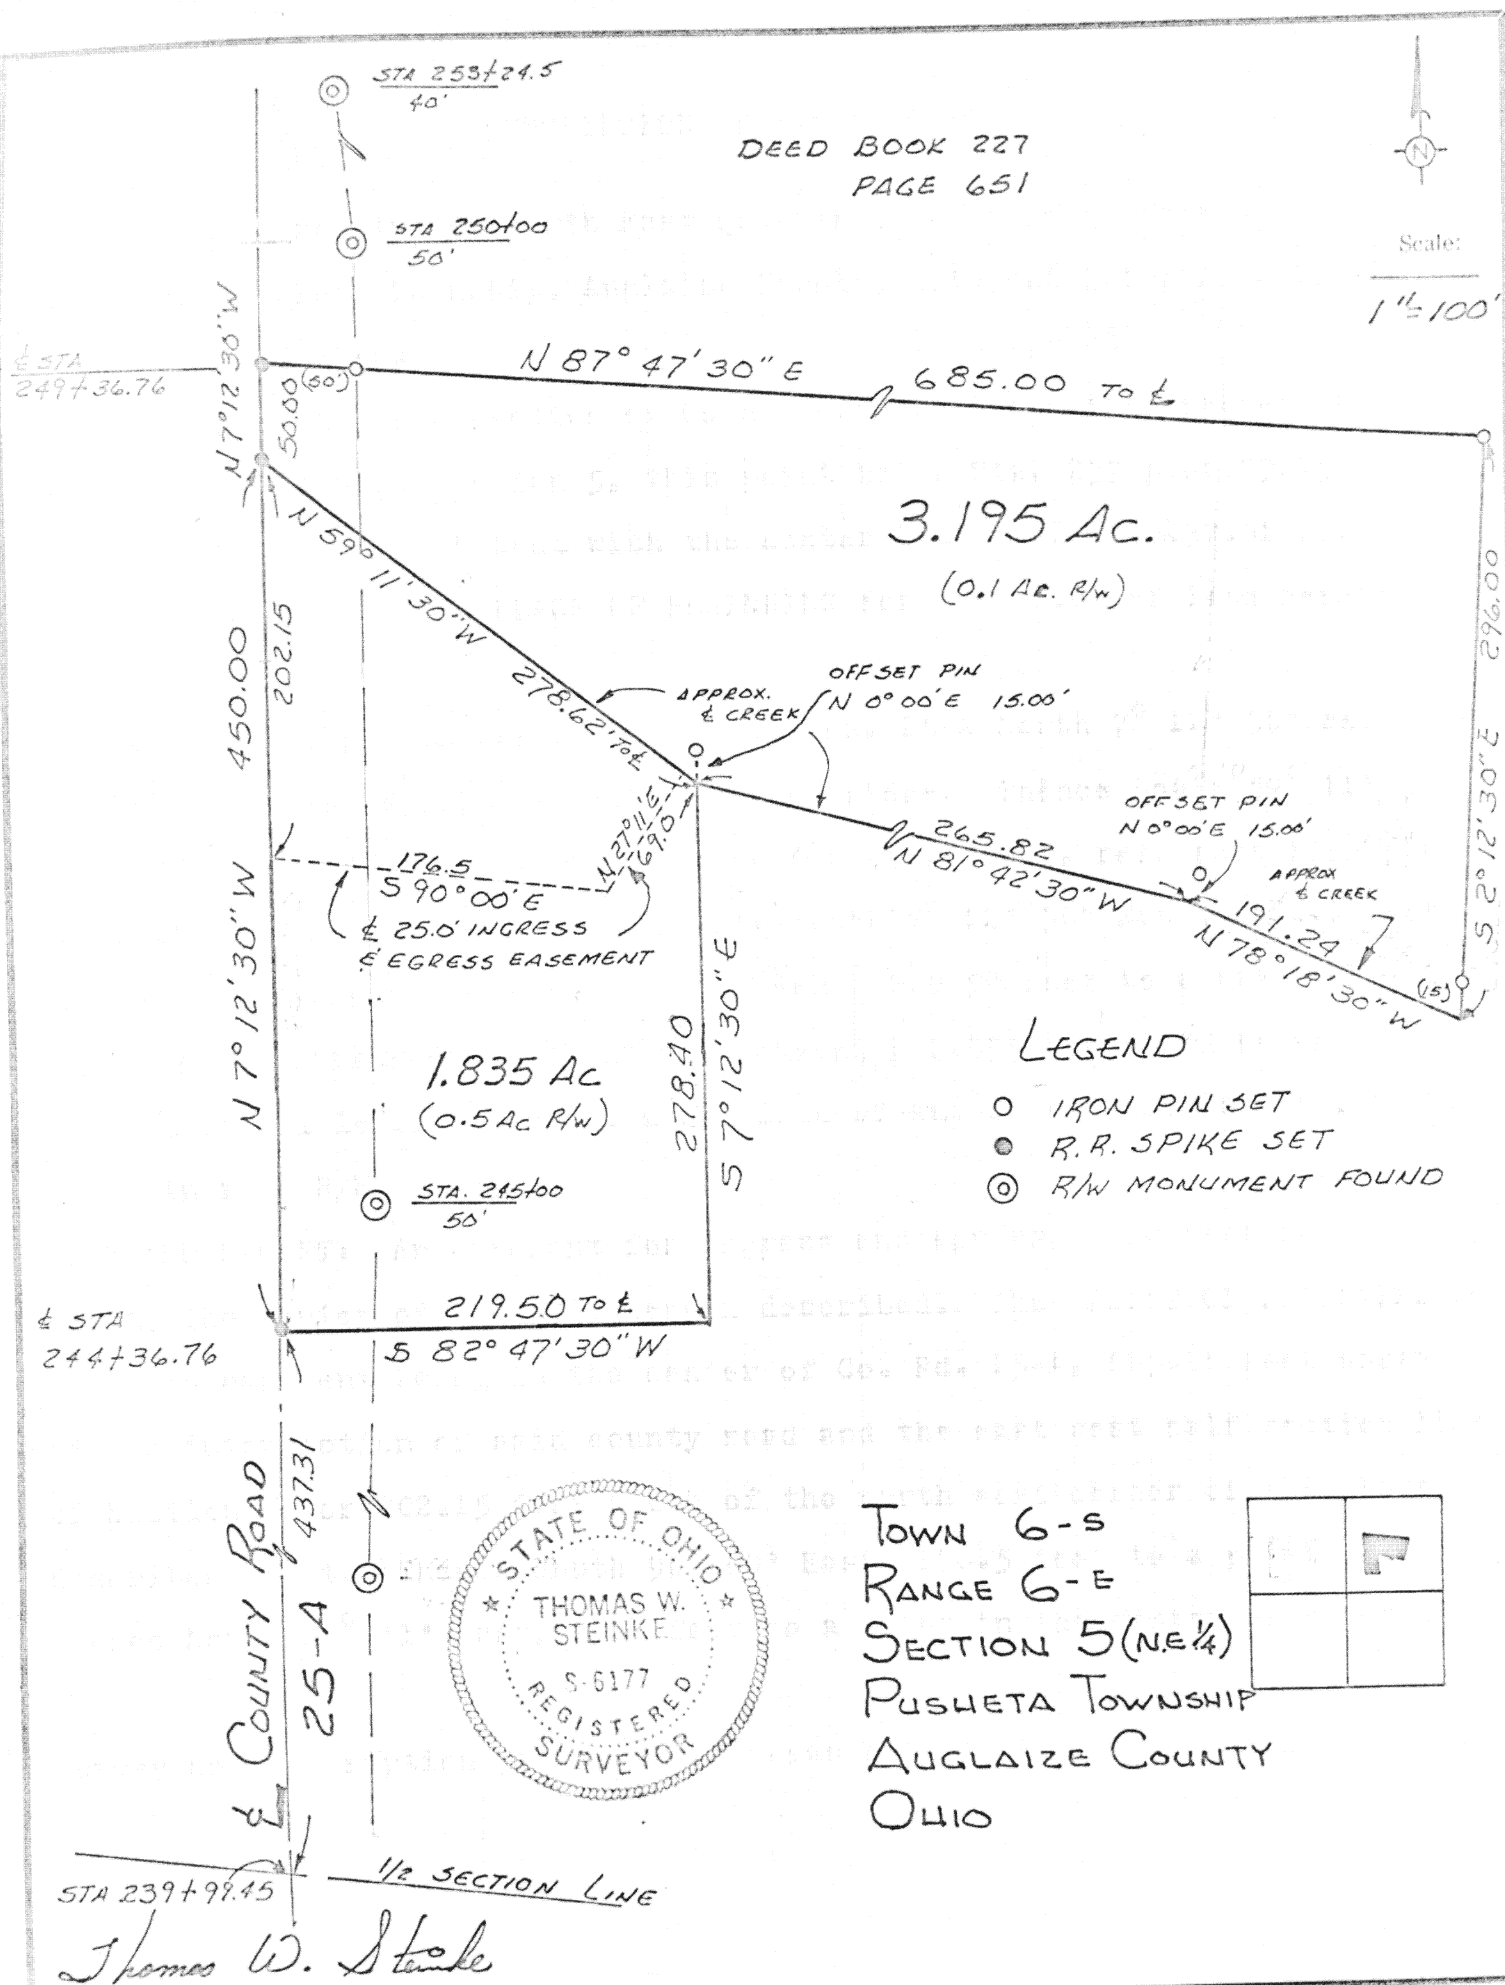 STA 253+24.5
40'
DEED BOOK 227
PAGE 651
N
STA 250+00
50'
Scale:
1"=100'
℄ STA
249+36.76
N 7° 12' 30" W
50.00
(50')
N 87° 47' 30" E
685.00 TO ℄
3.195 AC.
(0.1 AC. R/W)
N 59° 11' 30" W
278.62' TO ℄
APPROX.
℄ CREEK
OFFSET PIN
N 0° 00' E 15.00'
450.00
202.15
N 7° 12' 30" W
296.00
S 2° 12' 30" E
OFFSET PIN
N 0° 00' E 15.00'
265.82
N 81° 42' 30" W
APPROX
℄ CREEK
191.24
N 78° 18' 30" W
(15)
176.5
S 90° 00' E
N 27° 11' E
69.0
℄ 25.0' INGRESS
& EGRESS EASEMENT
278.40
S 7° 12' 30" E
1.835 AC
(0.5 AC R/W)
LEGEND
IRON PIN SET
R.R. SPIKE SET
R/W MONUMENT FOUND
STA. 245+00
50'
219.50 TO ℄
S 82° 47' 30" W
℄ STA
244+36.76
437.31
℄ COUNTY ROAD
25-A
STATE OF OHIO
THOMAS W.
STEINKE
S-6177
REGISTERED
SURVEYOR
TOWN 6-S
RANGE 6-E
SECTION 5 (N.E. 1/4)
PUSHETA TOWNSHIP
AUGLAIZE COUNTY
OHIO
STA 239+99.45
1/2 SECTION LINE
Thomas W. Steinke